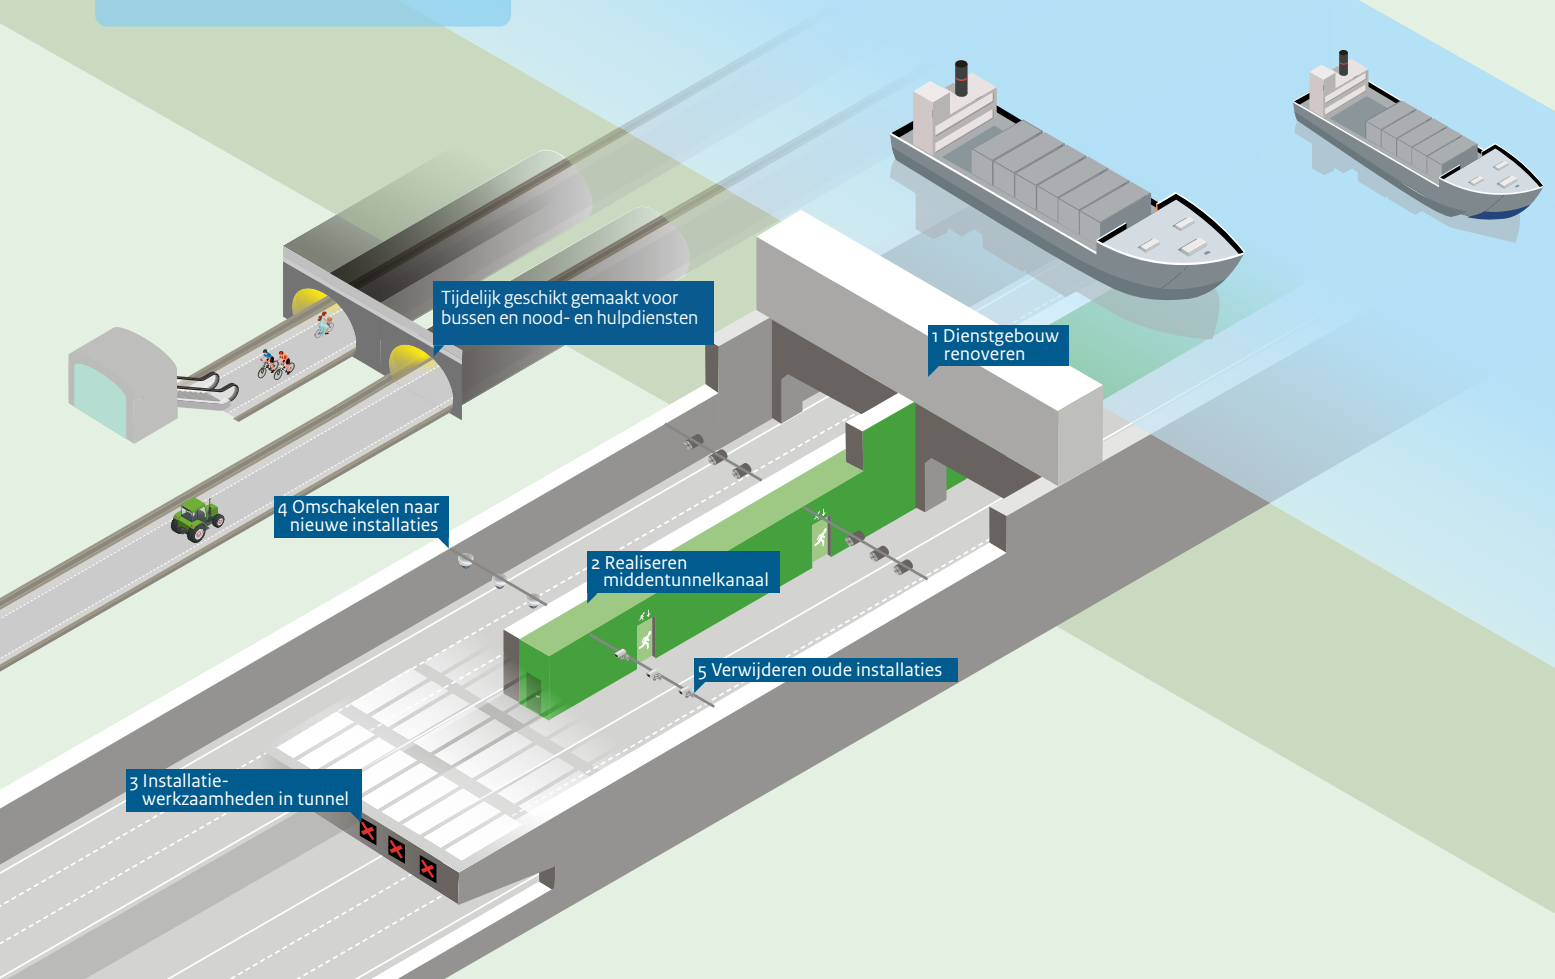 Tijdelijk geschikt gemaakt voor
bussen en nood- en hulpdiensten
1 Dienstgebouw
renoveren
4 Omschakelen naar
nieuwe installaties
2 Realiseren
middentunnelkanaal
5 Verwijderen oude installaties
3 Installatie-
werkzaamheden in tunnel